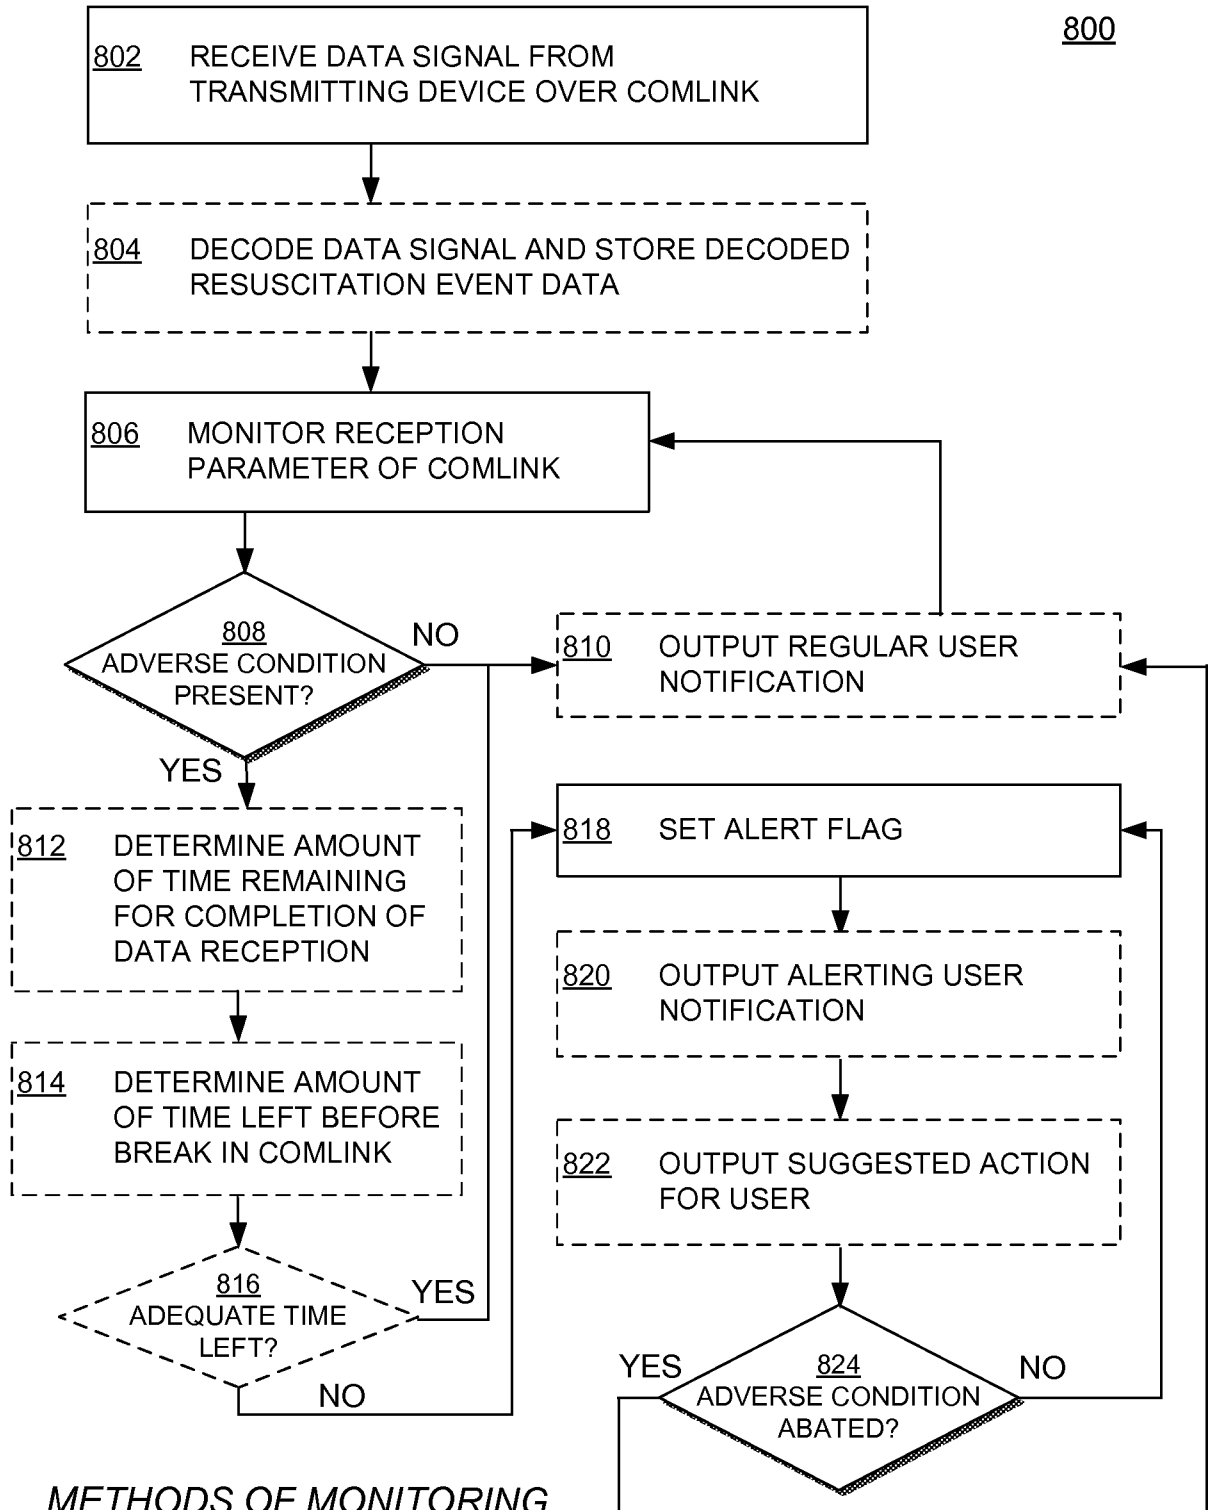 800
802 RECEIVE DATA SIGNAL FROM
TRANSMITTING DEVICE OVER COMLINK
804 DECODE DATA SIGNAL AND STORE DECODED
RESUSCITATION EVENT DATA
806 MONITOR RECEPTION
PARAMETER OF COMLINK
808
ADVERSE CONDITION
PRESENT?
NO
YES
810 OUTPUT REGULAR USER
NOTIFICATION
812 DETERMINE AMOUNT
OF TIME REMAINING
FOR COMPLETION OF
DATA RECEPTION
814 DETERMINE AMOUNT
OF TIME LEFT BEFORE
BREAK IN COMLINK
816
ADEQUATE TIME
LEFT?
YES
NO
818 SET ALERT FLAG
820 OUTPUT ALERTING USER
NOTIFICATION
822 OUTPUT SUGGESTED ACTION
FOR USER
824
ADVERSE CONDITION
ABATED?
YES
NO
METHODS OF MONITORING